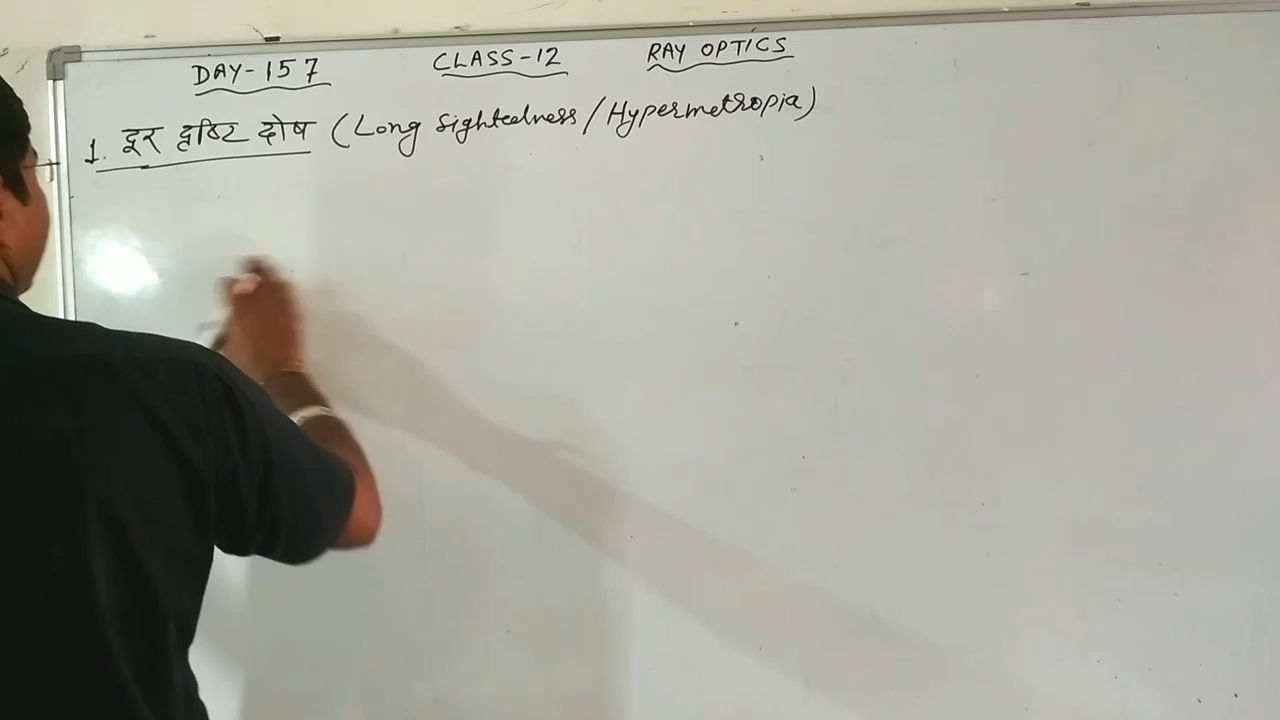 DAY-157 CLASS-12 RAY OPTICS
1. दूर दृष्टि दोष (Long Sightedness/Hypermetropia)